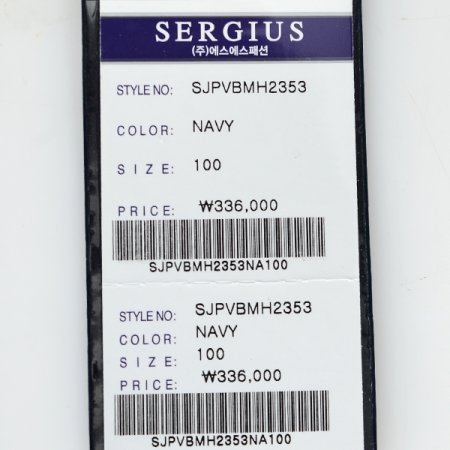 SERGIUS
(주)에스에스패션
STYLE NO: SJPVBMH2353
COLOR: NAVY
SIZE: 100
PRICE: ₩336,000
SJPVBMH2353NA100
STYLE NO: SJPVBMH2353
COLOR: NAVY
SIZE: 100
PRICE: ₩336,000
SJPVBMH2353NA100